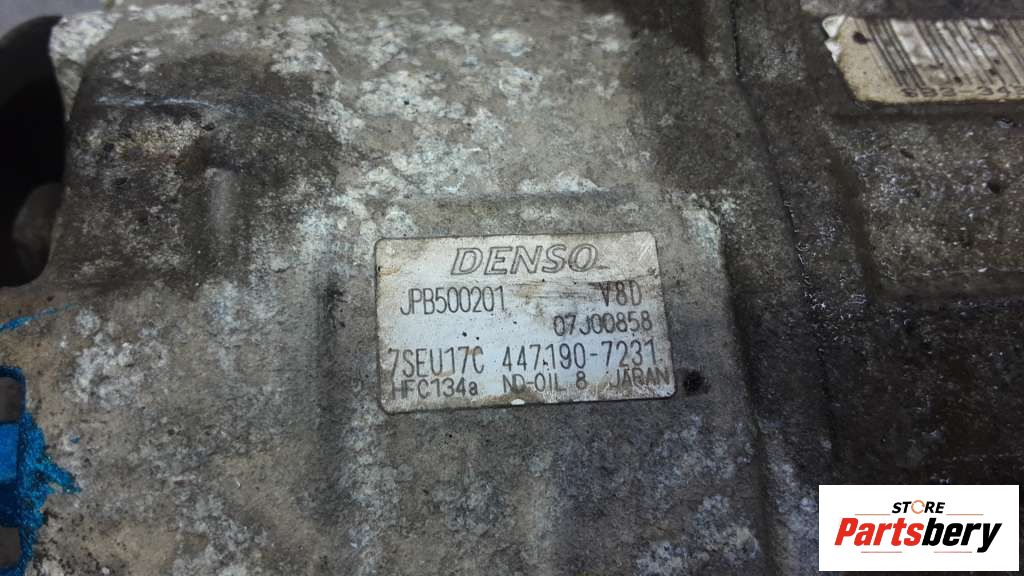 DENSO
JPB500201 V8D
07J00858
7SEU17C 447190-7231
HFC134a ND-OIL 8 JAPAN
STORE
Partsbery